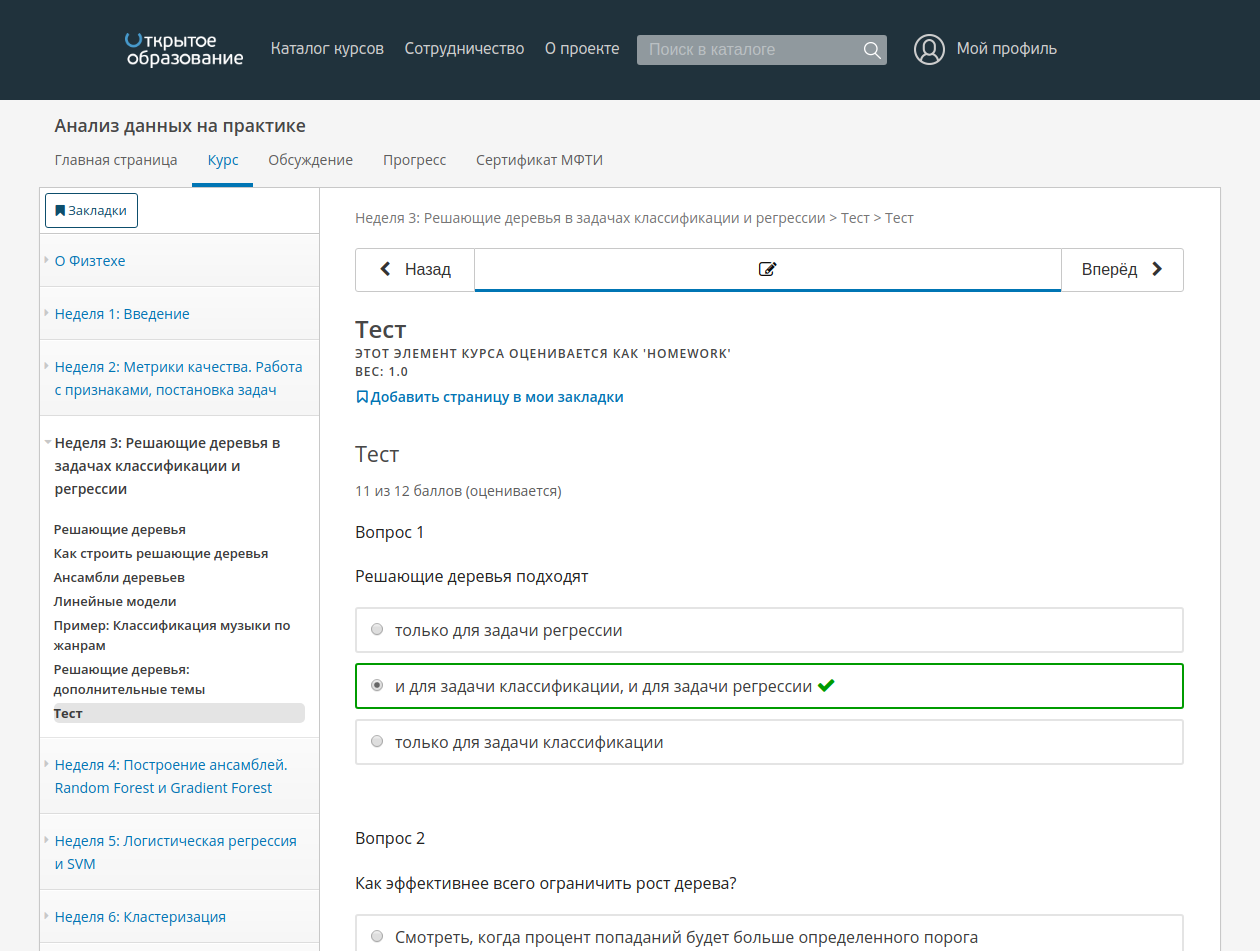 Открытое
образование
Каталог курсов
Сотрудничество
О проекте
Поиск в каталоге
Мой профиль
Анализ данных на практике
Главная страница
Курс
Обсуждение
Прогресс
Сертификат МФТИ
Закладки
О Физтехе
Неделя 1: Введение
Неделя 2: Метрики качества. Работа
с признаками, постановка задач
Неделя 3: Решающие деревья в
задачах классификации и
регрессии
Решающие деревья
Как строить решающие деревья
Ансамбли деревьев
Линейные модели
Пример: Классификация музыки по
жанрам
Решающие деревья:
дополнительные темы
Тест
Неделя 4: Построение ансамблей.
Random Forest и Gradient Forest
Неделя 5: Логистическая регрессия
и SVM
Неделя 6: Кластеризация
Неделя 3: Решающие деревья в задачах классификации и регрессии > Тест > Тест
Назад
Вперёд
Тест
ЭТОТ ЭЛЕМЕНТ КУРСА ОЦЕНИВАЕТСЯ КАК 'HOMEWORK'
ВЕС: 1.0
Добавить страницу в мои закладки
Тест
11 из 12 баллов (оценивается)
Вопрос 1
Решающие деревья подходят
только для задачи регрессии
и для задачи классификации, и для задачи регрессии
только для задачи классификации
Вопрос 2
Как эффективнее всего ограничить рост дерева?
Смотреть, когда процент попаданий будет больше определенного порога